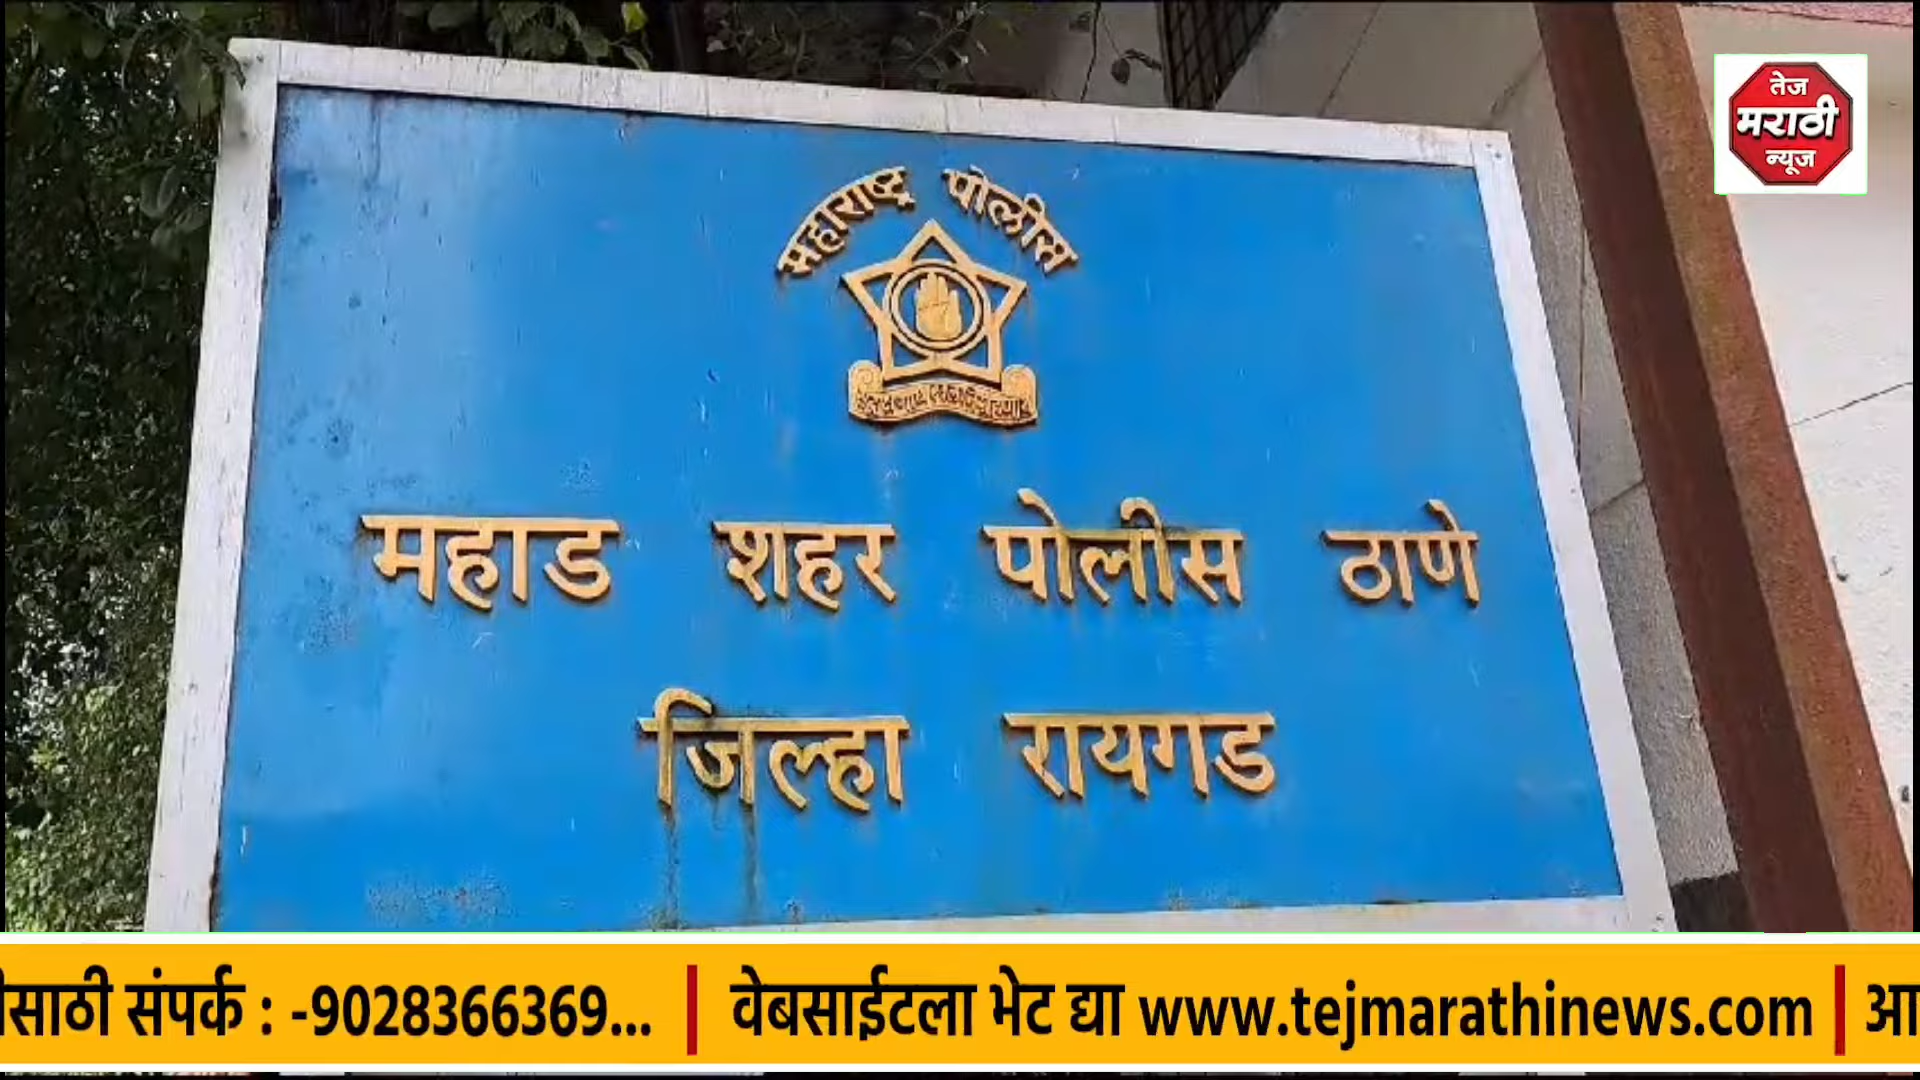 तेज
मराठी
न्यूज
महाराष्ट्र पोलीस
महाड शहर पोलीस ठाणे
जिल्हा रायगड
संपर्क : -9028366369... | वेबसाईटला भेट द्या www.tejmarathinews.com |